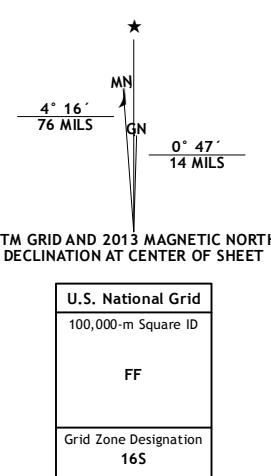 ★
MN
4° 16´
76 MILS
GN
0° 47´
14 MILS
TM GRID AND 2013 MAGNETIC NORTH
DECLINATION AT CENTER OF SHEET
U.S. National Grid
100,000-m Square ID
FF
Grid Zone Designation
16S